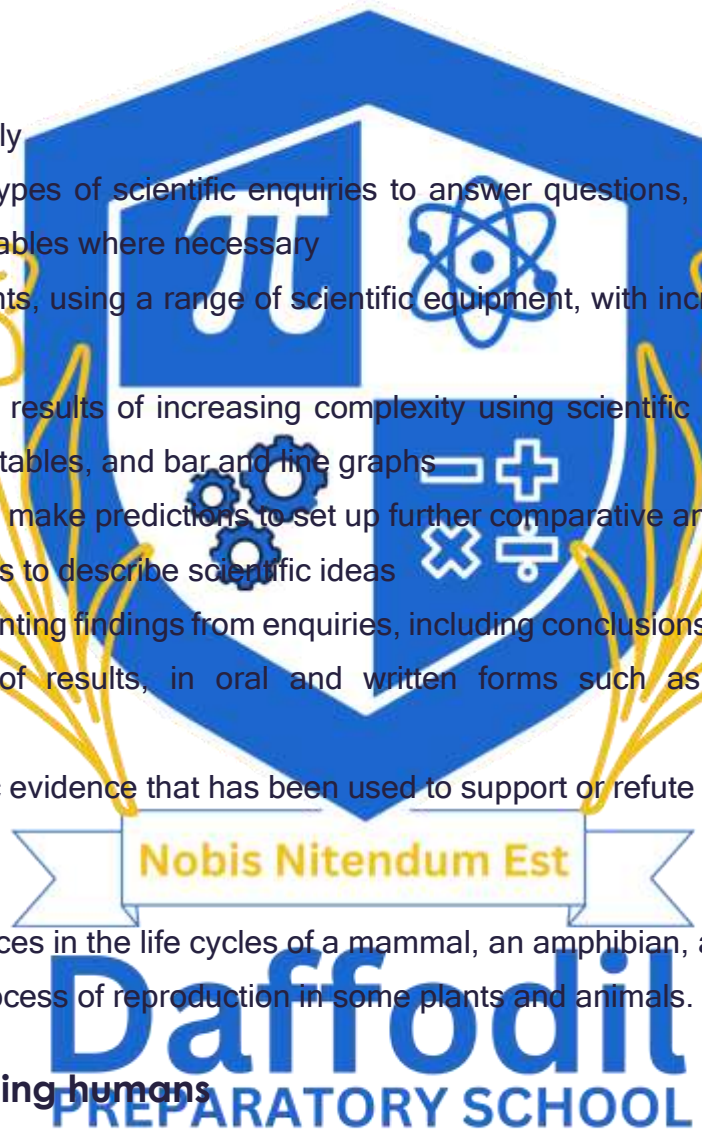 ly
ypes of scientific enquiries to answer questions,
ables where necessary
nts, using a range of scientific equipment, with incr
π
results of increasing complexity using scientific
tables, and bar and line graphs
make predictions to set up further comparative an
s to describe scientific ideas
nting findings from enquiries, including conclusions
of results, in oral and written forms such as
c evidence that has been used to support or refute
Nobis Nitendum Est
ces in the life cycles of a mammal, an amphibian, a
ocess of reproduction in some plants and animals.
Daffodil
ing humans
PREPARATORY SCHOOL